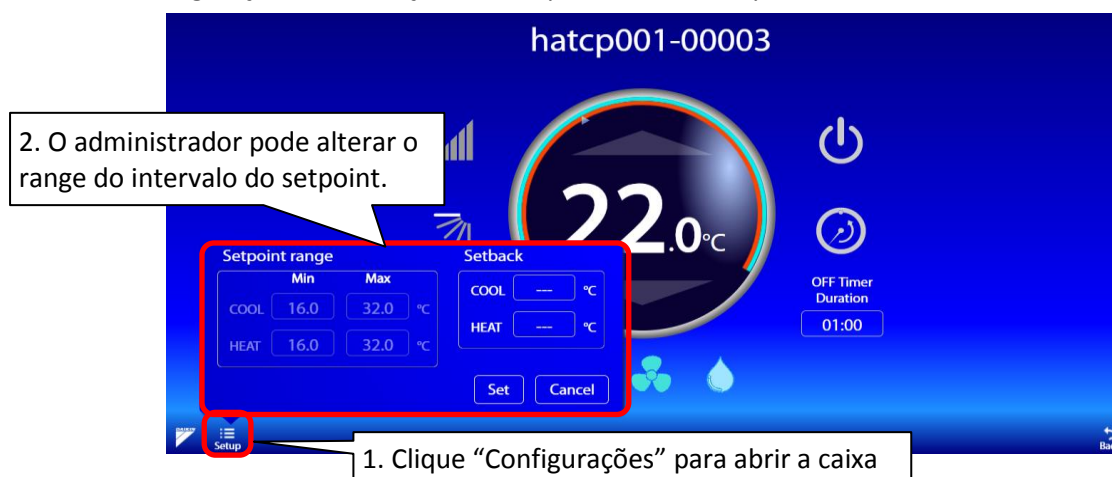 hatcp001-00003
2. O administrador pode alterar o
range do intervalo do setpoint.
22.0°C
Setpoint range
Min Max
COOL 16.0 32.0 °C
HEAT 16.0 32.0 °C
Setback
COOL --- °C
HEAT --- °C
Set Cancel
OFF Timer
Duration
01:00
DAIKIN
Setup
1. Clique “Configurações” para abrir a caixa